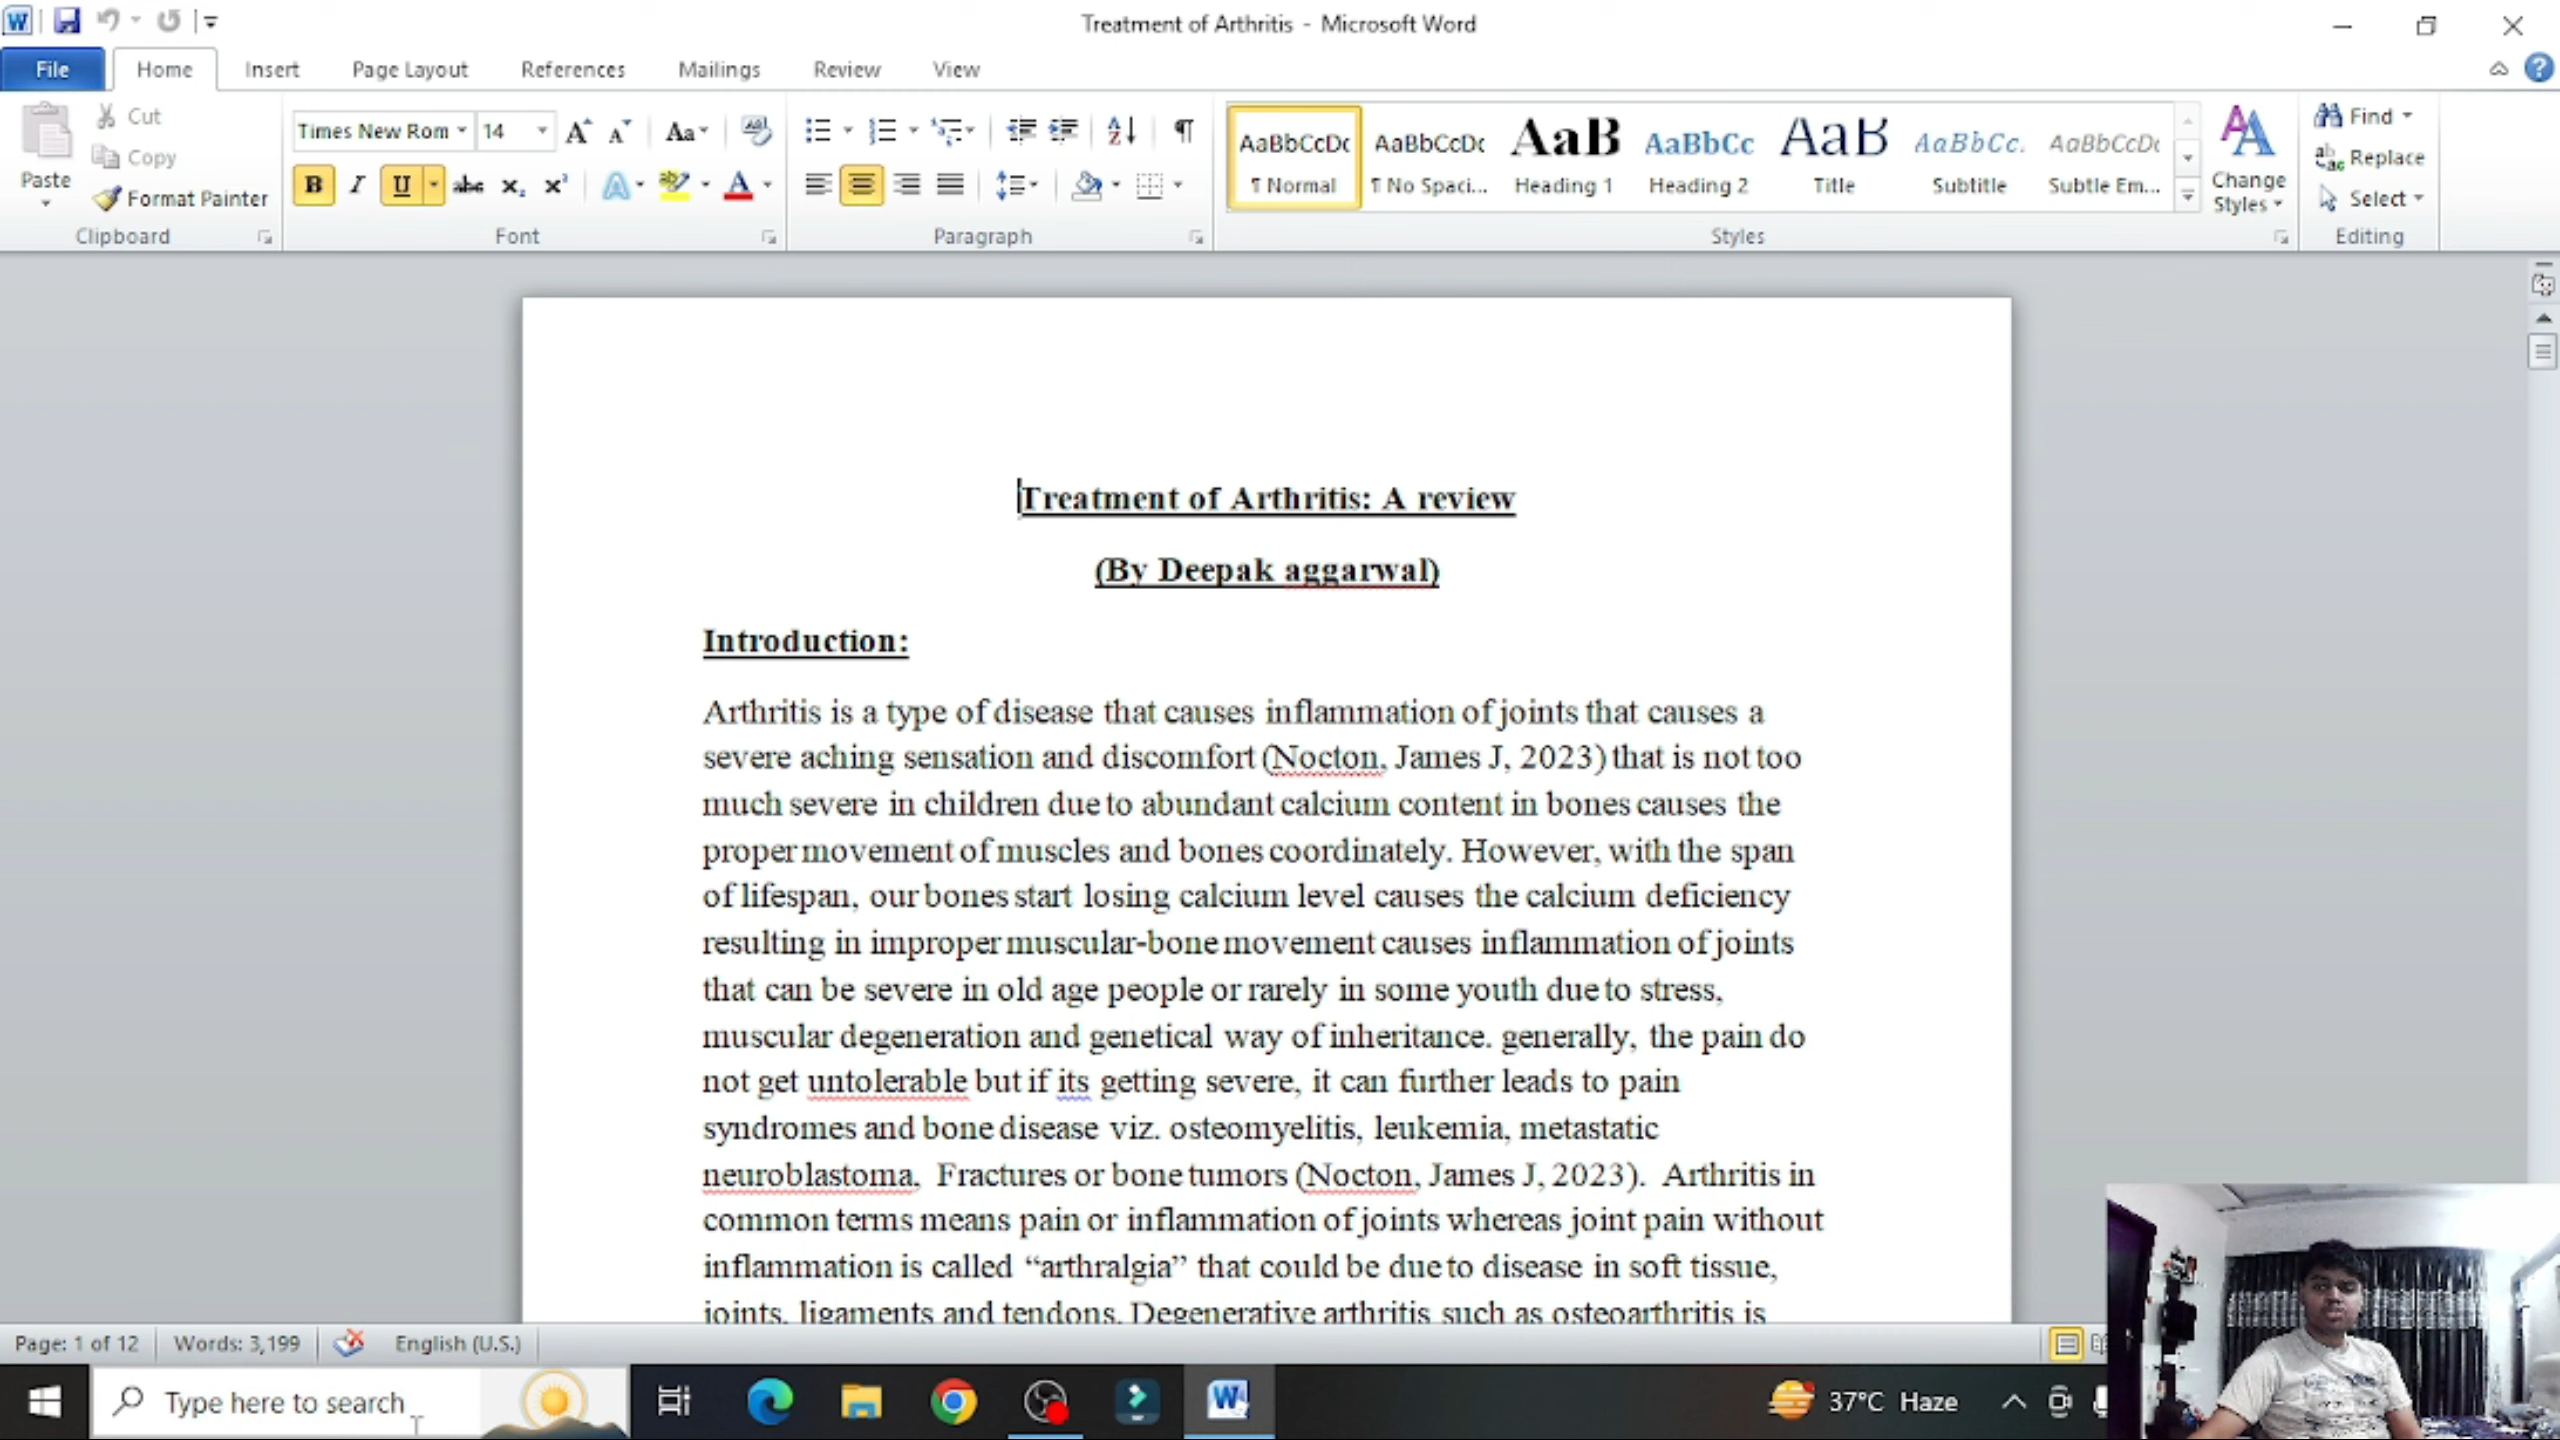 Treatment of Arthritis - Microsoft Word
File Home Insert Page Layout References Mailings Review View
Paste
Cut
Copy
Format Painter
Clipboard
Times New Rom 14
Font
Paragraph
AaBbCcDc AaBbCcDc AaB AaBbCc AaB AaBbCc. AaBbCcDc
¶ Normal ¶ No Spaci... Heading 1 Heading 2 Title Subtitle Subtle Em...
Styles
Change
Styles
Find
Replace
Select
Editing
Treatment of Arthritis: A review
(By Deepak aggarwal)
Introduction:
Arthritis is a type of disease that causes inflammation of joints that causes a
severe aching sensation and discomfort (Nocton, James J, 2023) that is not too
much severe in children due to abundant calcium content in bones causes the
proper movement of muscles and bones coordinately. However, with the span
of lifespan, our bones start losing calcium level causes the calcium deficiency
resulting in improper muscular-bone movement causes inflammation of joints
that can be severe in old age people or rarely in some youth due to stress,
muscular degeneration and genetical way of inheritance. generally, the pain do
not get untolerable but if its getting severe, it can further leads to pain
syndromes and bone disease viz. osteomyelitis, leukemia, metastatic
neuroblastoma, Fractures or bone tumors (Nocton, James J, 2023). Arthritis in
common terms means pain or inflammation of joints whereas joint pain without
inflammation is called “arthralgia” that could be due to disease in soft tissue,
joints, ligaments and tendons. Degenerative arthritis such as osteoarthritis is
Page: 1 of 12 Words: 3,199 English (U.S.)
Type here to search
37°C Haze